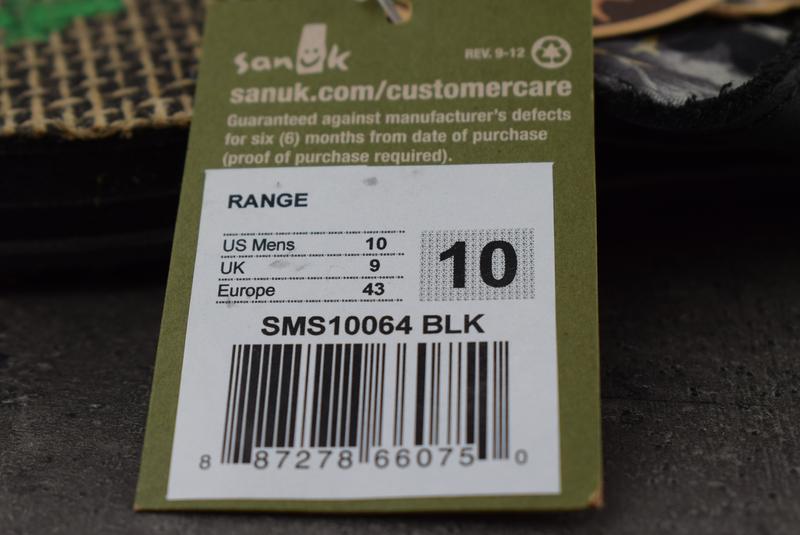 sanuk
REV. 9-12
sanuk.com/customercare
Guaranteed against manufacturer's defects
for six (6) months from date of purchase
(proof of purchase required).
RANGE
US Mens 10
UK 9
Europe 43
10
SMS10064 BLK
8 87278 66075 0